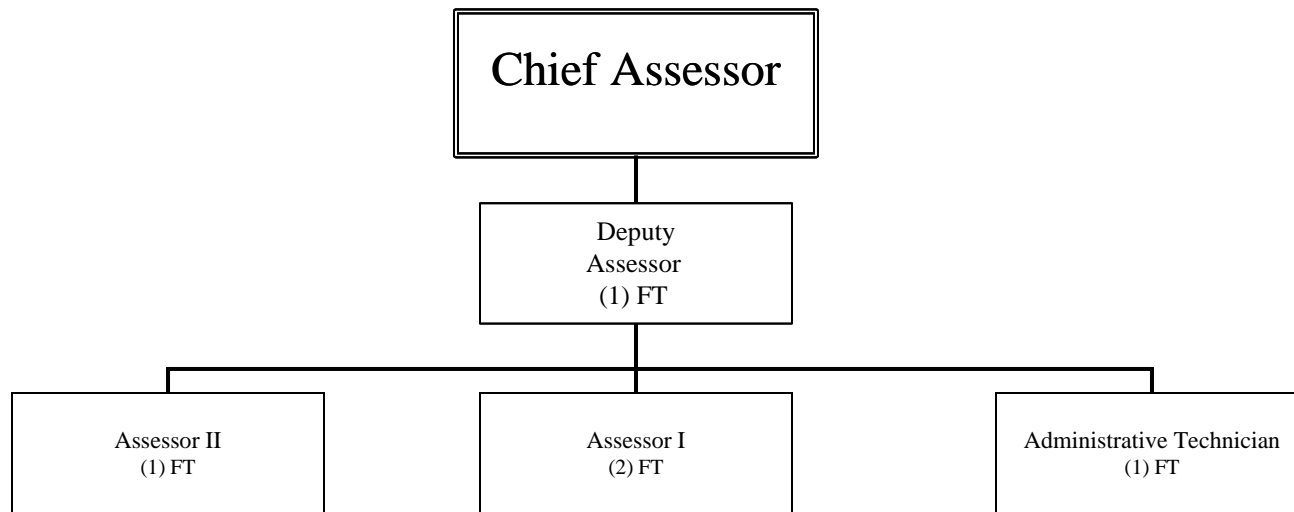 Chief Assessor
Deputy
Assessor
(1) FT
Assessor II
(1) FT
Assessor I
(2) FT
Administrative Technician
(1) FT